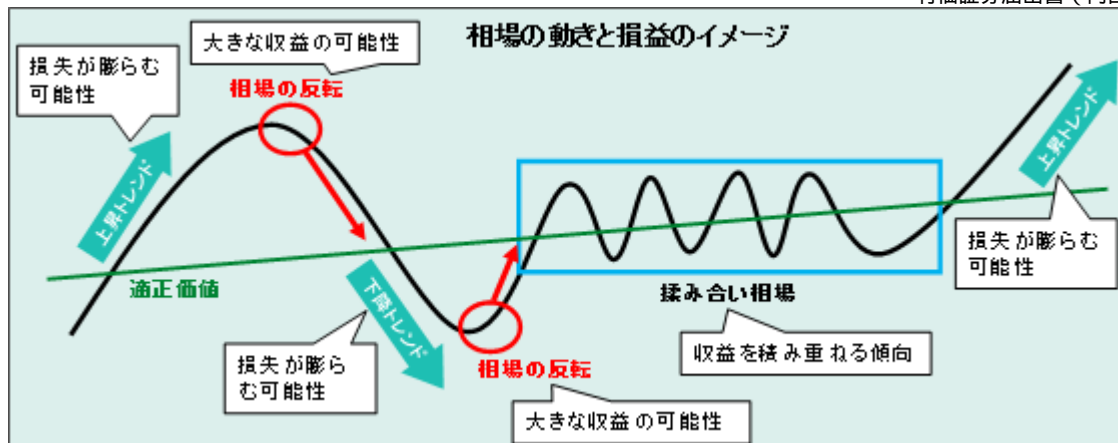 相場の動きと損益のイメージ
大きな収益の可能性
損失が膨らむ
可能性
相場の反転
上昇トレンド
適正価値
下降トレンド
損失が膨ら
む可能性
相場の反転
大きな収益の可能性
揉み合い相場
収益を積み重ねる傾向
上昇トレンド
損失が膨らむ
可能性